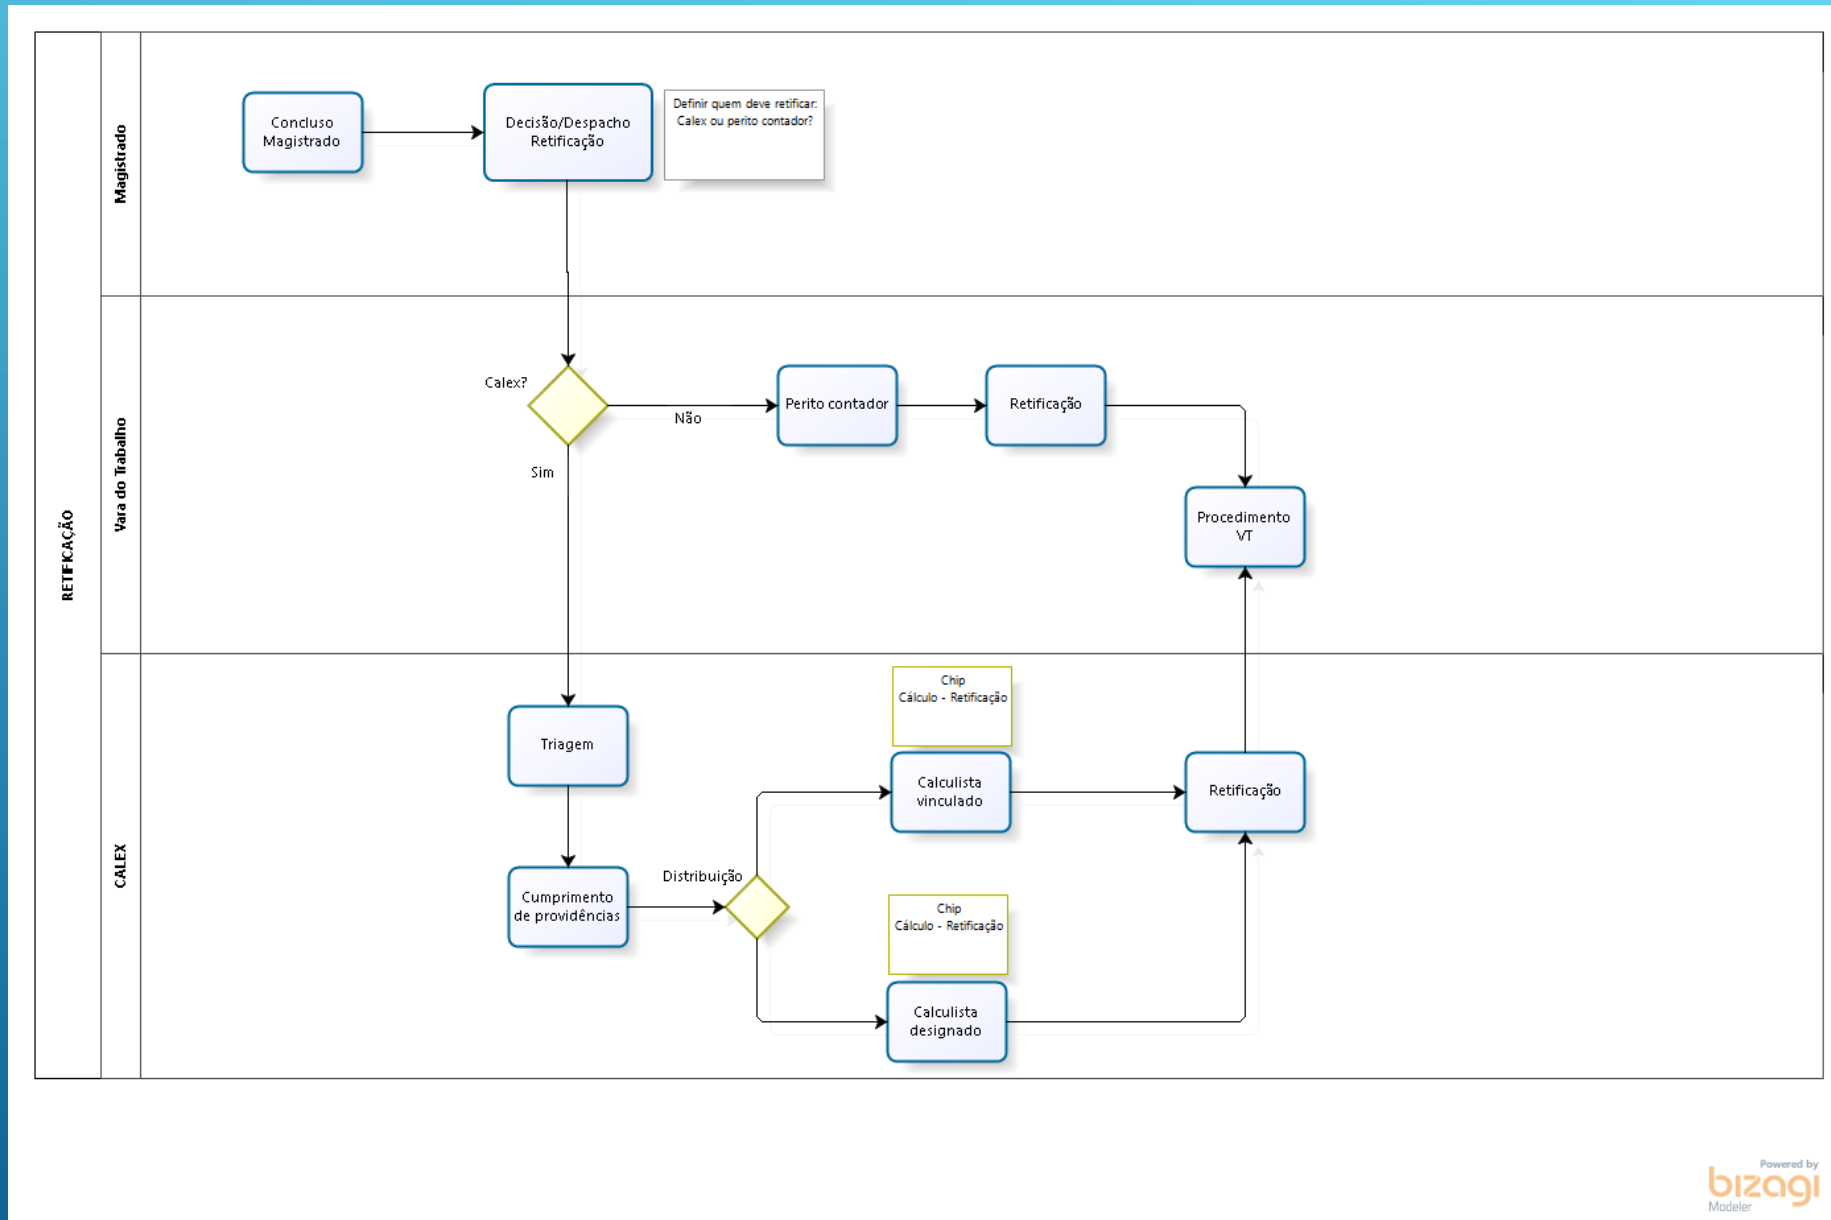 RETIFICAÇÃO
Magistrado
Concluso
Magistrado
Decisão/Despacho
Retificação
Definir quem deve retificar:
Calex ou perito contador?
Vara do Trabalho
Calex?
Não
Sim
Perito contador
Retificação
Procedimento
VT
CALEX
Triagem
Cumprimento
de providências
Distribuição
Chip
Cálculo - Retificação
Calculista
vinculado
Retificação
Chip
Cálculo - Retificação
Calculista
designado
Powered by
bizagi
Modeler